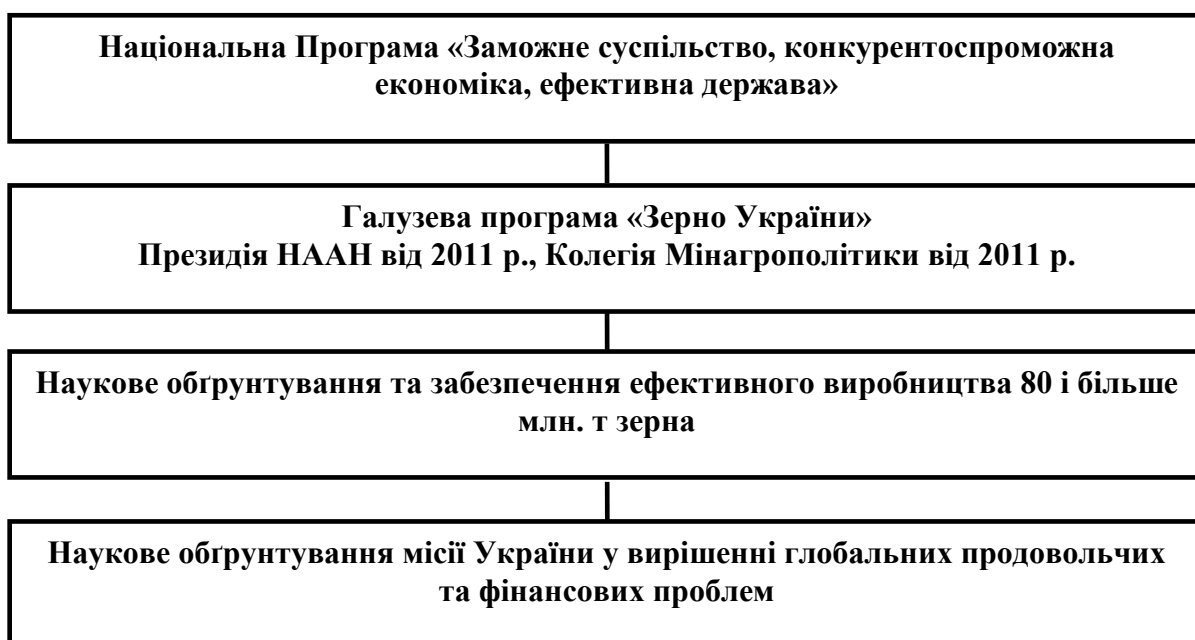 Національна Програма «Заможне суспільство, конкурентоспроможна
економіка, ефективна держава»
Галузева програма «Зерно України»
Президія НААН від 2011 р., Колегія Мінагрополітики від 2011 р.
Наукове обґрунтування та забезпечення ефективного виробництва 80 і більше
млн. т зерна
Наукове обґрунтування місії України у вирішенні глобальних продовольчих
та фінансових проблем